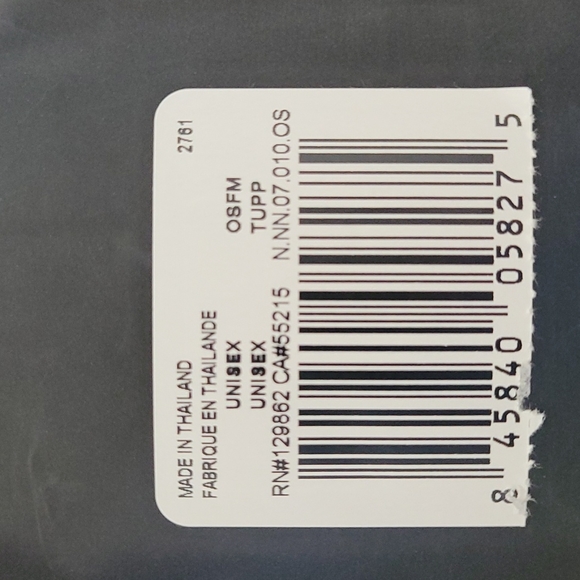 2761
MADE IN THAILAND
FABRIQUE EN THAILANDE
UNISEX OSFM
UNISEX TUPP
RN#129862 CA#55215 N.NN.07.010.OS
8 45840 05827 5